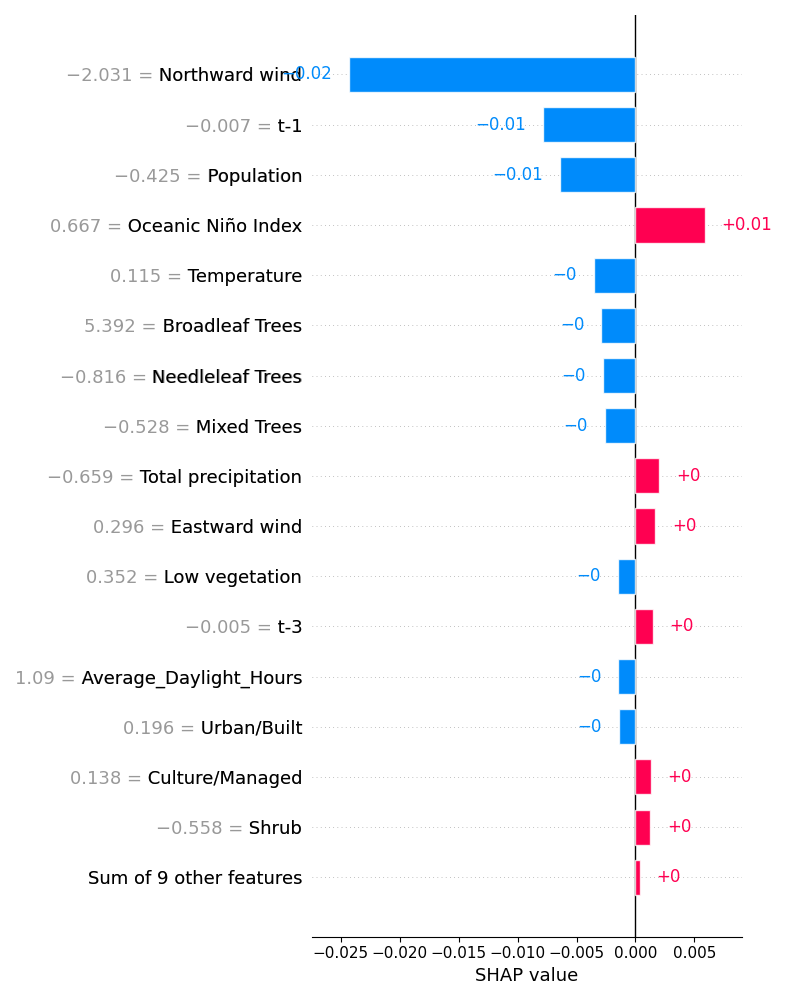 −2.031 = Northward wind −0.02
−0.007 = t-1 −0.01
−0.425 = Population −0.01
0.667 = Oceanic Niño Index +0.01
0.115 = Temperature −0
5.392 = Broadleaf Trees −0
−0.816 = Needleleaf Trees −0
−0.528 = Mixed Trees −0
−0.659 = Total precipitation +0
0.296 = Eastward wind +0
0.352 = Low vegetation −0
−0.005 = t-3 +0
1.09 = Average_Daylight_Hours −0
0.196 = Urban/Built −0
0.138 = Culture/Managed +0
−0.558 = Shrub +0
Sum of 9 other features +0
−0.025 −0.020 −0.015 −0.010 −0.005 0.000 0.005
SHAP value